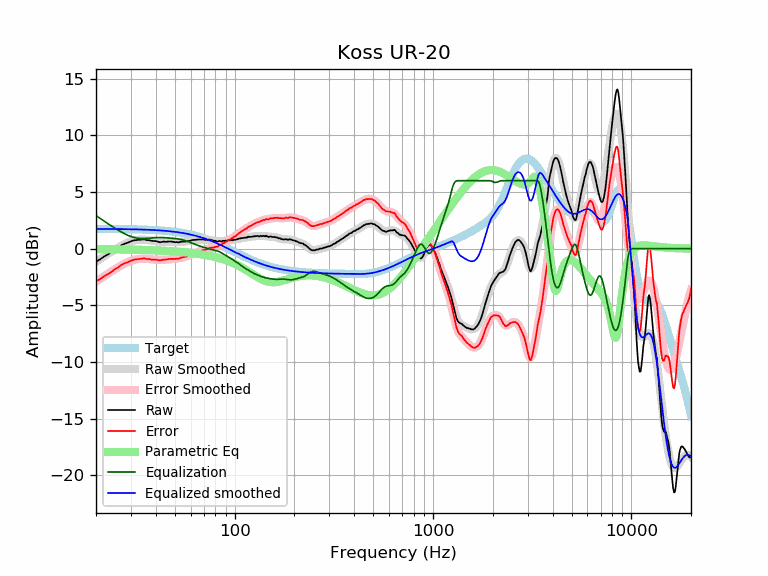 Koss UR-20
15
10
5
0
−5
−10
−15
−20
Amplitude (dBr)
Target
Raw Smoothed
Error Smoothed
Raw
Error
Parametric Eq
Equalization
Equalized smoothed
100
1000
10000
Frequency (Hz)